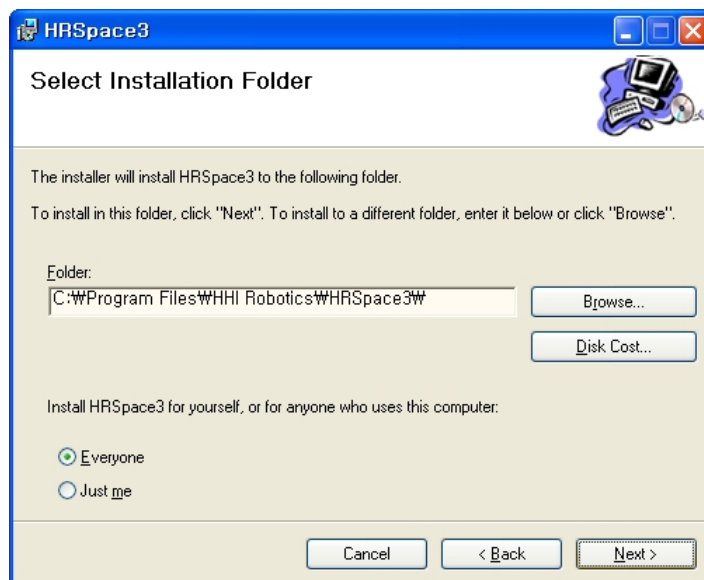 HRSpace3
Select Installation Folder
The installer will install HRSpace3 to the following folder.
To install in this folder, click "Next". To install to a different folder, enter it below or click "Browse".
Folder:
C:₩Program Files₩HHI Robotics₩HRSpace3₩
Browse...
Disk Cost...
Install HRSpace3 for yourself, or for anyone who uses this computer:
Everyone
Just me
Cancel
< Back
Next >